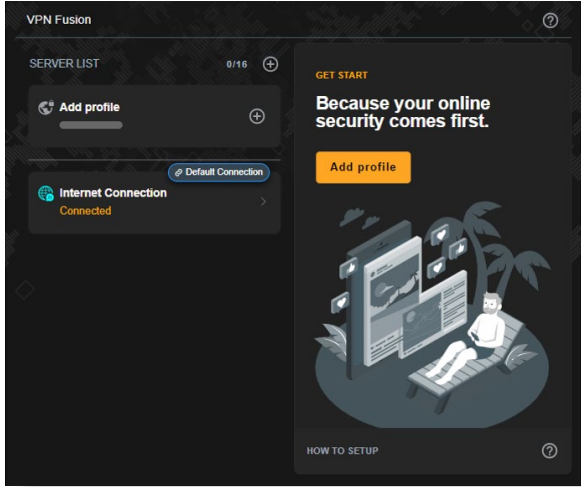 VPN Fusion
SERVER LIST
0/16
Add profile
Default Connection
Internet Connection
Connected
GET START
Because your online
security comes first.
Add profile
HOW TO SETUP